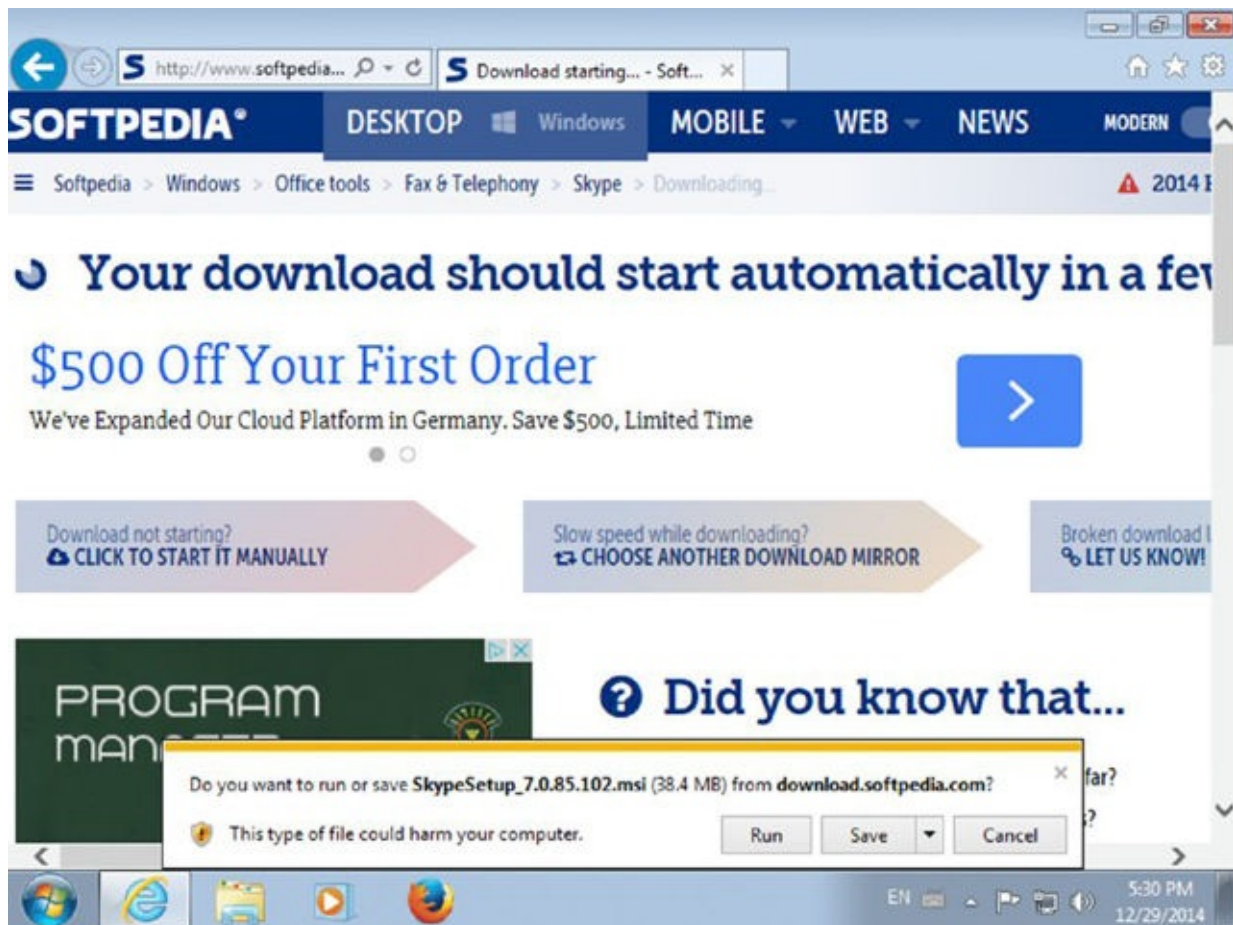 http://www.softpedia...
Download starting... - Soft...
SOFTPEDIA®
DESKTOP
Windows
MOBILE
WEB
NEWS
MODERN
Softpedia > Windows > Office tools > Fax & Telephony > Skype > Downloading...
2014
Your download should start automatically in a few
$500 Off Your First Order
We've Expanded Our Cloud Platform in Germany. Save $500, Limited Time
Download not starting?
CLICK TO START IT MANUALLY
Slow speed while downloading?
CHOOSE ANOTHER DOWNLOAD MIRROR
Broken download
LET US KNOW!
PROGRAM
Did you know that...
far?
Do you want to run or save SkypeSetup_7.0.85.102.msi (38.4 MB) from download.softpedia.com?
This type of file could harm your computer.
Run
Save
Cancel
EN
5:30 PM
12/29/2014